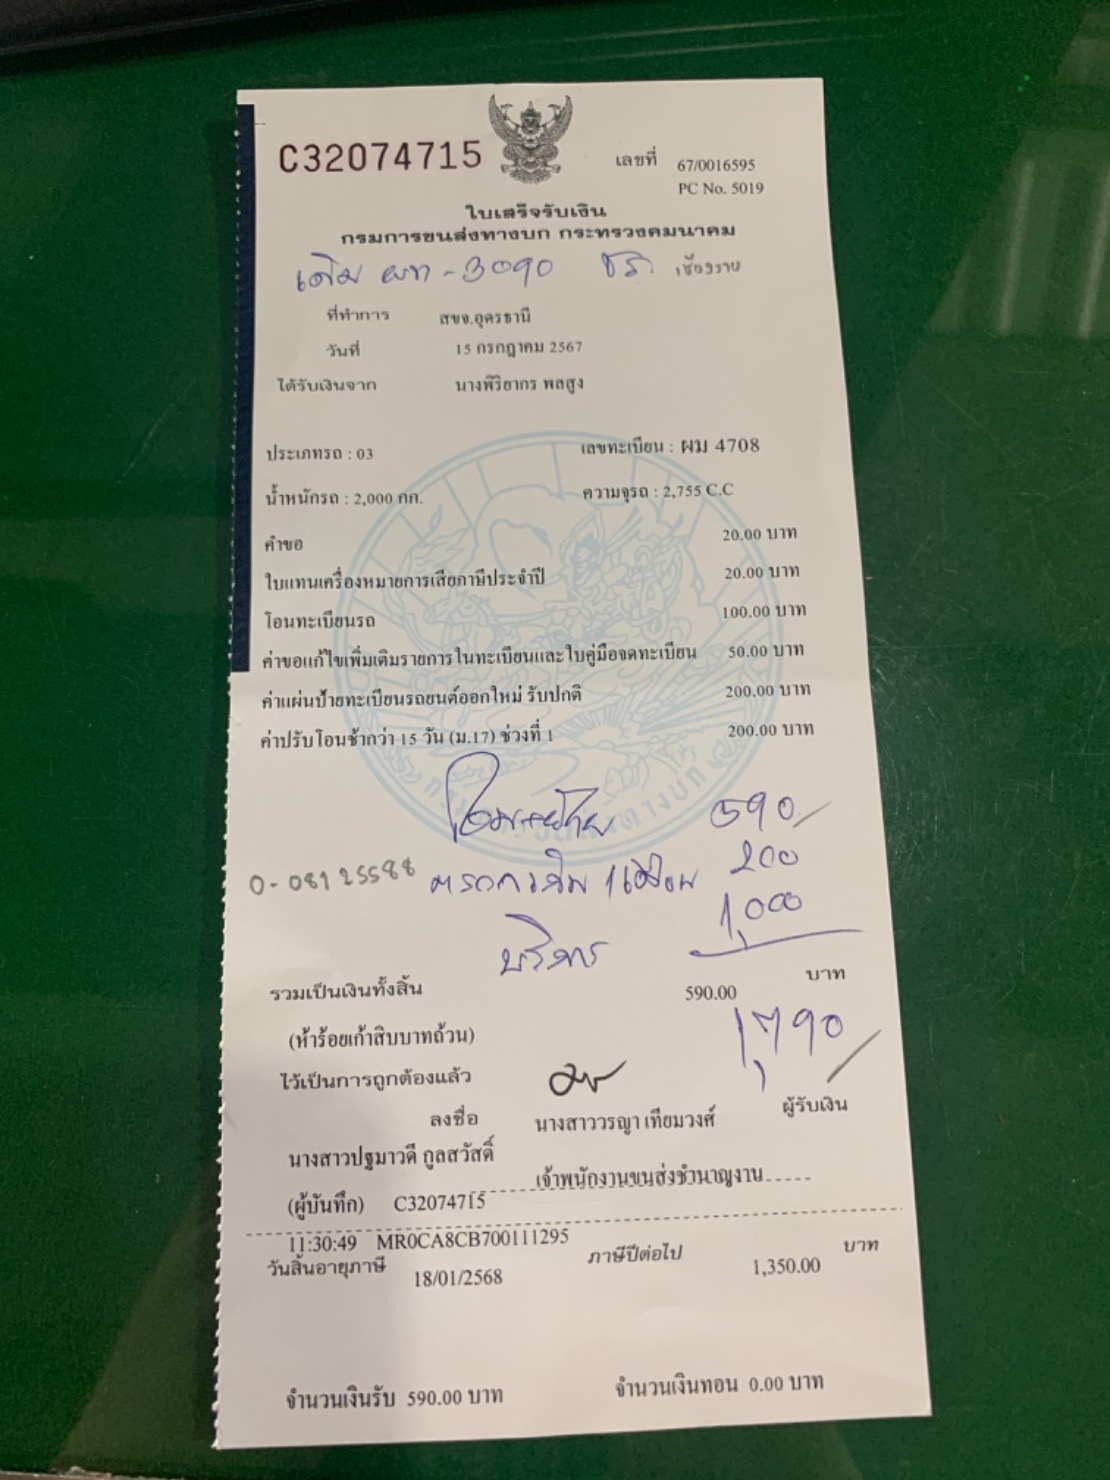 C32074715
เลขที่ 67/0016595
PC No. 5019
ใบเสร็จรับเงิน
กรมการขนส่งทางบก กระทรวงคมนาคม
เดิม ผก-3090 ชร. เชียงราย
ที่ทำการ สขจ.อุดรธานี
วันที่ 15 กรกฎาคม 2567
ได้รับเงินจาก นางพิริยากร พลสูง
ประเภทรถ : 03 เลขทะเบียน : ผม 4708
น้ำหนักรถ : 2,000 กก. ความจุรถ : 2,755 C.C
คำขอ 20.00 บาท
ใบแทนเครื่องหมายการเสียภาษีประจำปี 20.00 บาท
โอนทะเบียนรถ 100.00 บาท
ค่าขอแก้ไขเพิ่มเติมรายการในทะเบียนและใบคู่มือจดทะเบียน 50.00 บาท
ค่าแผ่นป้ายทะเบียนรถยนต์ออกใหม่ รับปกติ 200.00 บาท
ค่าปรับโอนช้ากว่า 15 วัน (ม.17) ช่วงที่ 1 200.00 บาท
590
0-08125588 200
บริการ 1,000
รวมเป็นเงินทั้งสิ้น 590.00 บาท
(ห้าร้อยเก้าสิบบาทถ้วน) 1,790
ไว้เป็นการถูกต้องแล้ว
ลงชื่อ นางสาววรญา เทียมวงศ์ ผู้รับเงิน
นางสาวปฐมาวดี กูลสวัสดิ์
เจ้าพนักงานขนส่งชำนาญงาน
(ผู้บันทึก) C32074715
11:30:49 MR0CA8CB700111295
วันสิ้นอายุภาษี 18/01/2568 ภาษีปีต่อไป 1,350.00 บาท
จำนวนเงินรับ 590.00 บาท จำนวนเงินทอน 0.00 บาท